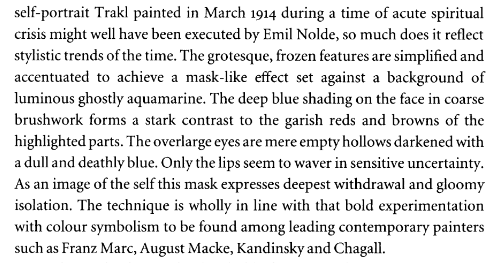 self-portrait Trakl painted in March 1914 during a time of acute spiritual
crisis might well have been executed by Emil Nolde, so much does it reflect
stylistic trends of the time. The grotesque, frozen features are simplified and
accentuated to achieve a mask-like effect set against a background of
luminous ghostly aquamarine. The deep blue shading on the face in coarse
brushwork forms a stark contrast to the garish reds and browns of the
highlighted parts. The overlarge eyes are mere empty hollows darkened with
a dull and deathly blue. Only the lips seem to waver in sensitive uncertainty.
As an image of the self this mask expresses deepest withdrawal and gloomy
isolation. The technique is wholly in line with that bold experimentation
with colour symbolism to be found among leading contemporary painters
such as Franz Marc, August Macke, Kandinsky and Chagall.